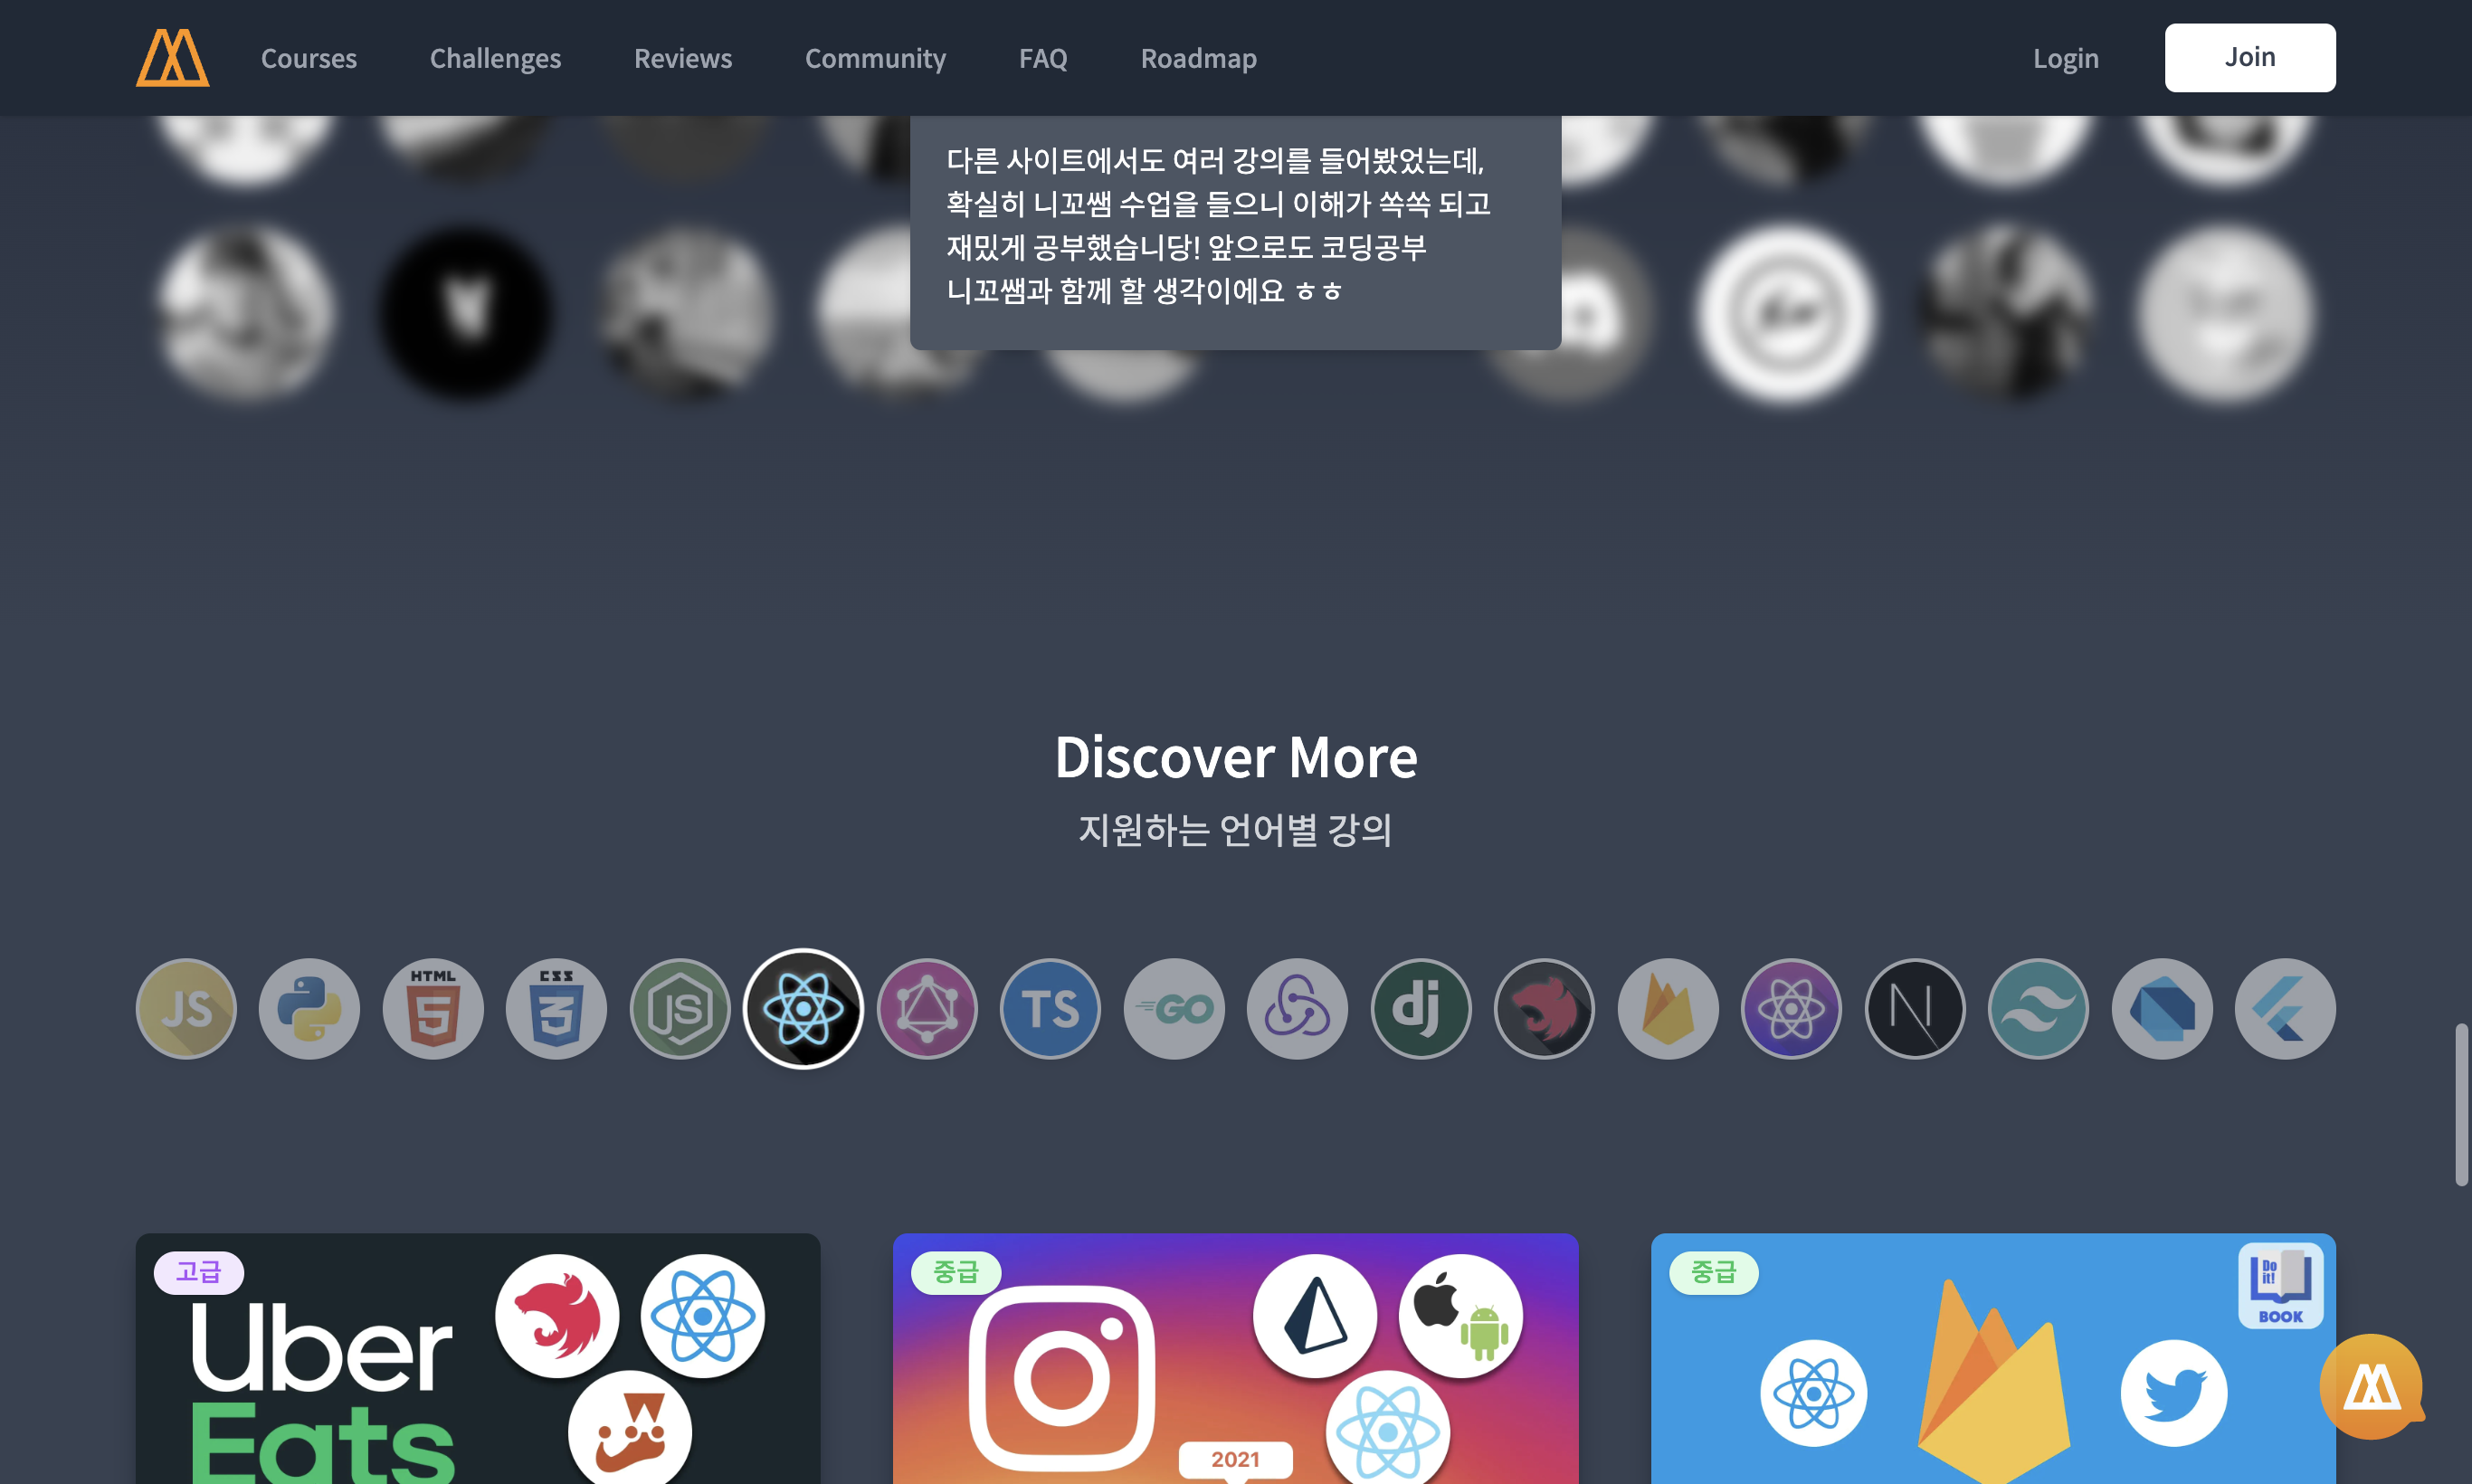 Courses
Challenges
Reviews
Community
FAQ
Roadmap
Login
Join
다른 사이트에서도 여러 강의를 들어봤었는데,
확실히 니꼬쌤 수업을 들으니 이해가 쏙쏙 되고
재밌게 공부했습니당! 앞으로도 코딩공부
니꼬쌤과 함께 할 생각이에요 ㅎㅎ
Discover More
지원하는 언어별 강의
JS
HTML
5
CSS
3
JS
TS
GO
dj
N
고급
Uber
Eats
중급
2021
중급
Do
it!
BOOK